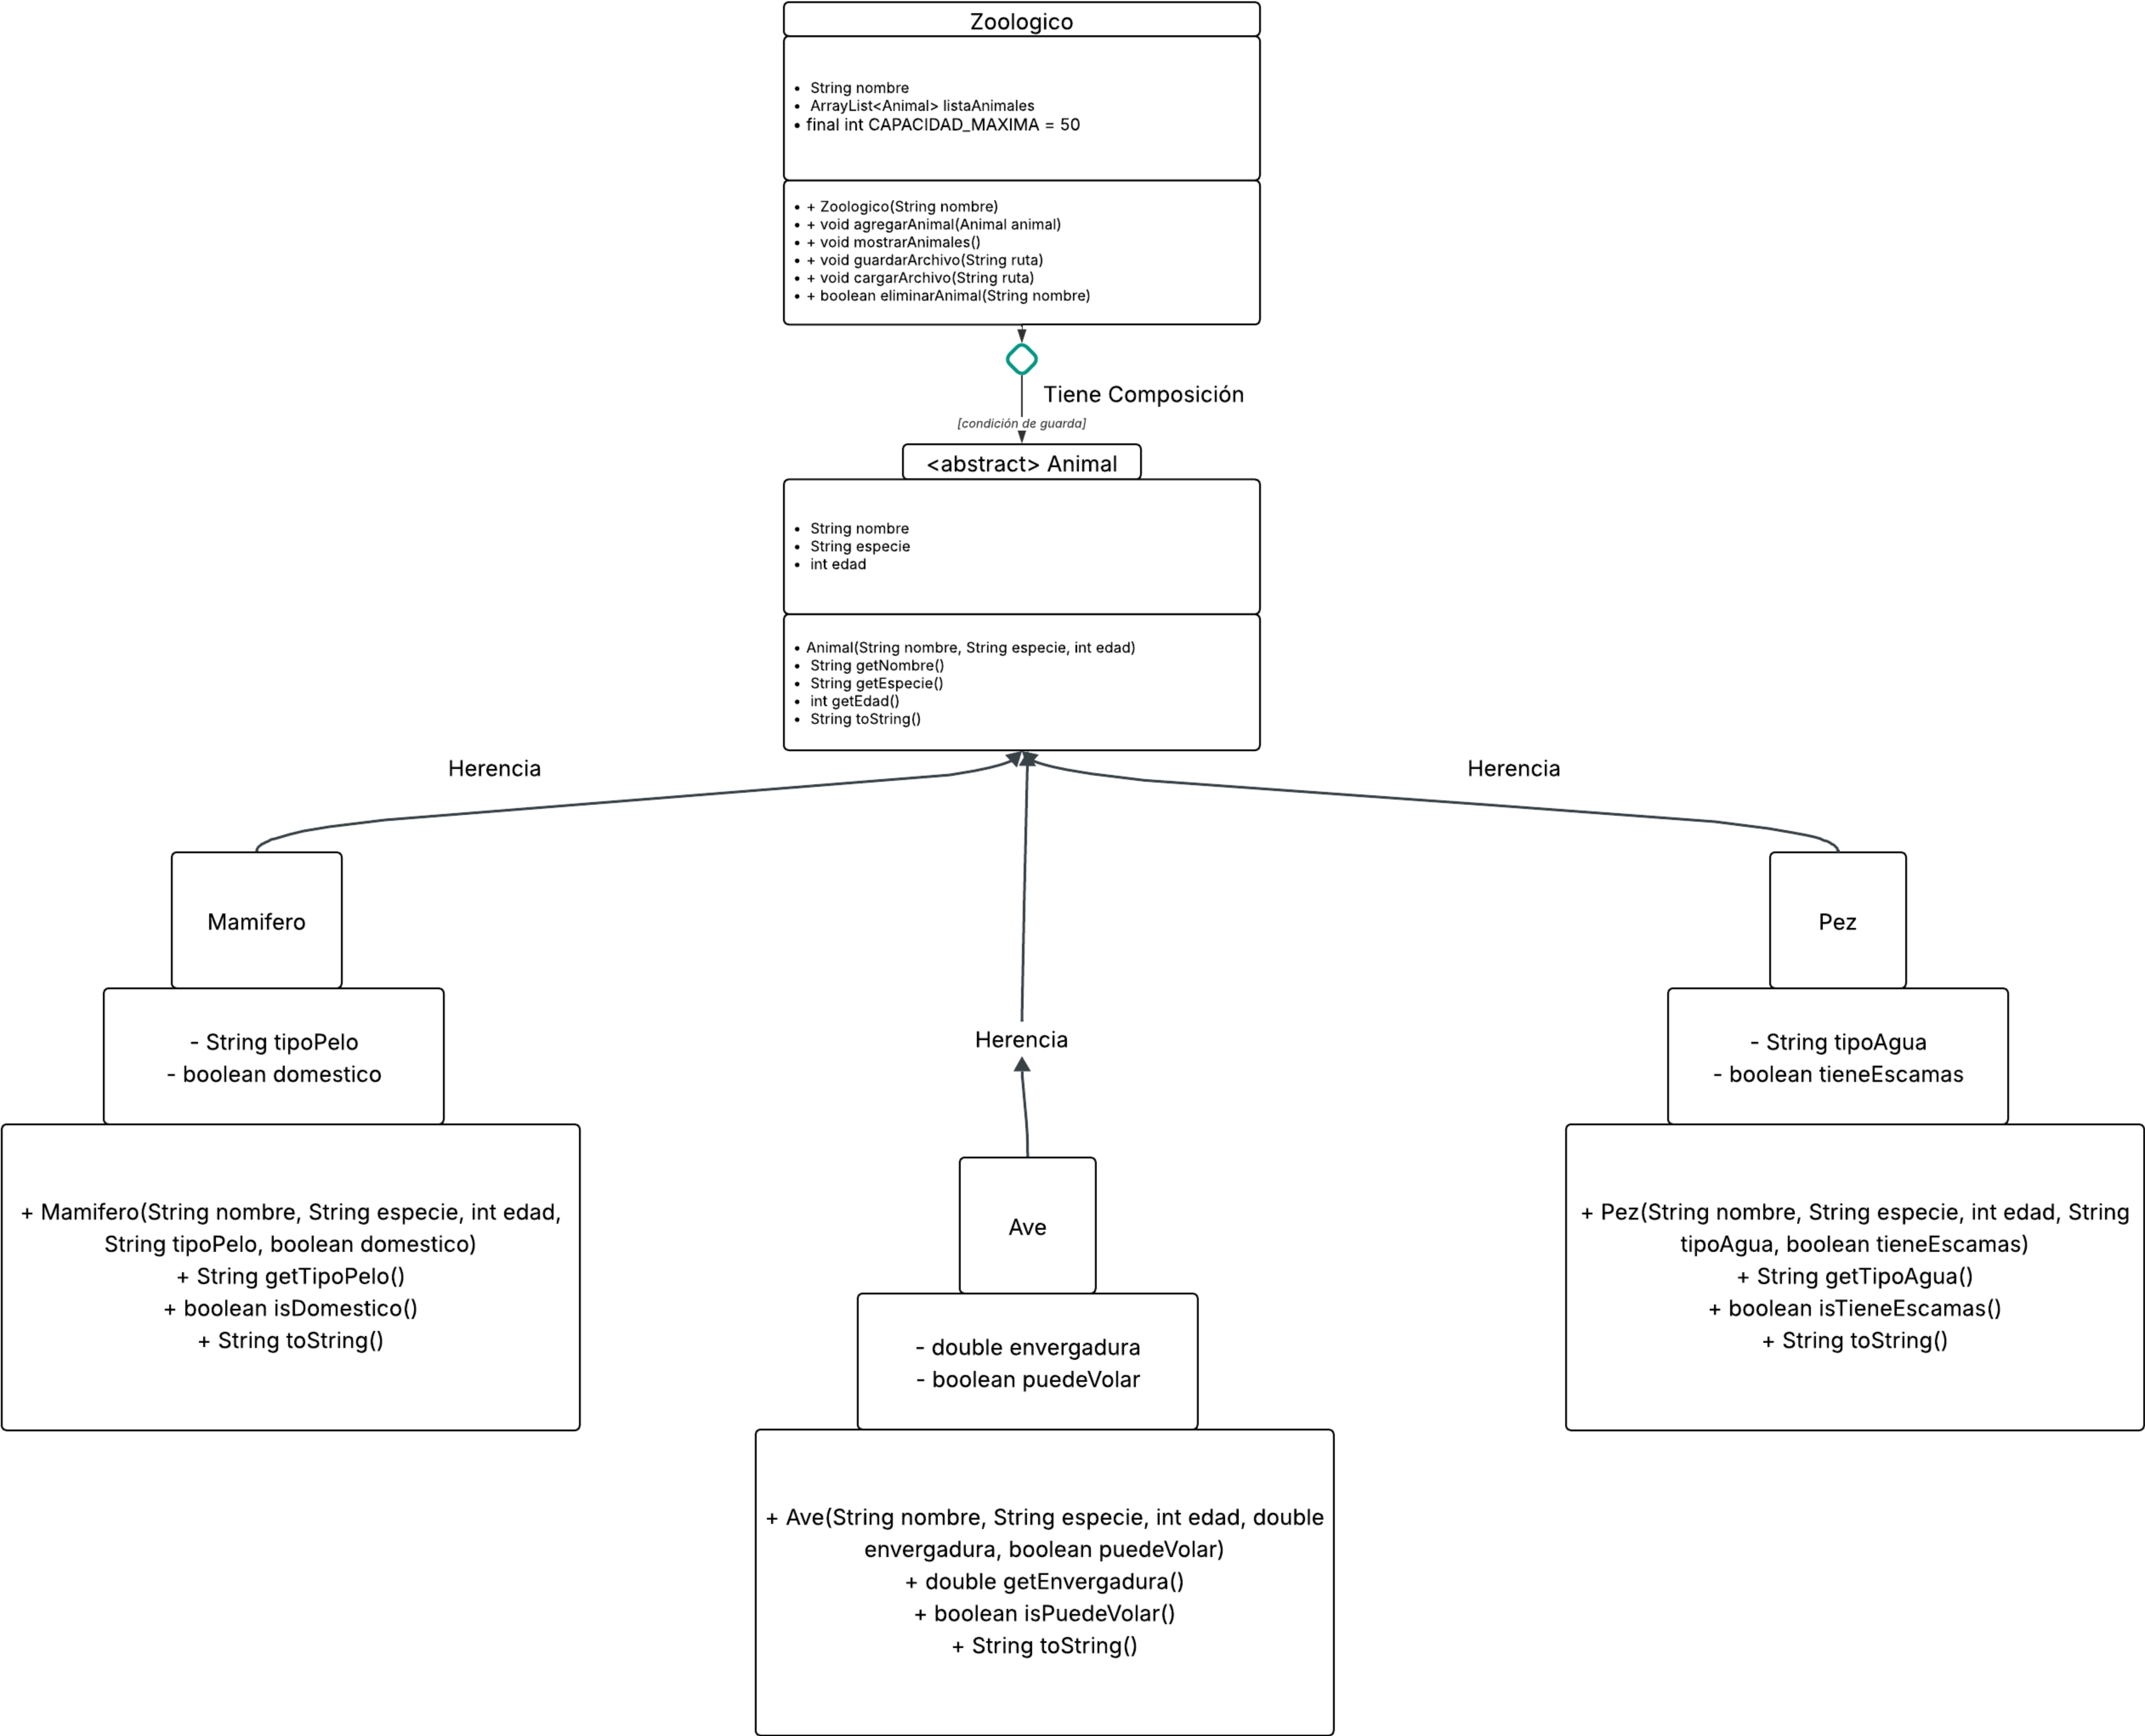 Zoologico
• String nombre
• ArrayList<Animal> listaAnimales
• final int CAPACIDAD_MAXIMA = 50
• + Zoologico(String nombre)
• + void agregarAnimal(Animal animal)
• + void mostrarAnimales()
• + void guardarArchivo(String ruta)
• + void cargarArchivo(String ruta)
• + boolean eliminarAnimal(String nombre)
Tiene Composición
[condición de guarda]
<abstract> Animal
• String nombre
• String especie
• int edad
• Animal(String nombre, String especie, int edad)
• String getNombre()
• String getEspecie()
• int getEdad()
• String toString()
Herencia
Herencia
Mamifero
- String tipoPelo
- boolean domestico
+ Mamifero(String nombre, String especie, int edad,
String tipoPelo, boolean domestico)
+ String getTipoPelo()
+ boolean isDomestico()
+ String toString()
Herencia
Ave
- double envergadura
- boolean puedeVolar
+ Ave(String nombre, String especie, int edad, double
envergadura, boolean puedeVolar)
+ double getEnvergadura()
+ boolean isPuedeVolar()
+ String toString()
Pez
- String tipoAgua
- boolean tieneEscamas
+ Pez(String nombre, String especie, int edad, String
tipoAgua, boolean tieneEscamas)
+ String getTipoAgua()
+ boolean isTieneEscamas()
+ String toString()